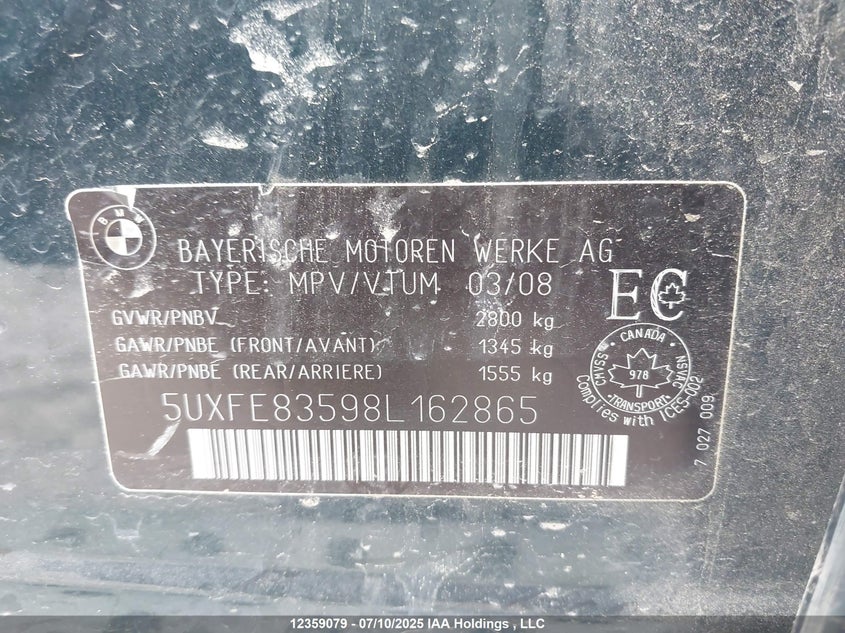 BMW
BAYERISCHE MOTOREN WERKE AG
TYPE: MPV/VTUM 03/08
EC
GVWR/PNBV 2800 kg
GAWR/PNBE (FRONT/AVANT) 1345 kg
GAWR/PNBE (REAR/ARRIERE) 1555 kg
CMVSS • CANADA • NSVAC
978
TRANSPORT
Complies with ICES-002
5UXFE83598L162865
7 027 009
12359079 - 07/10/2025 IAA Holdings , LLC